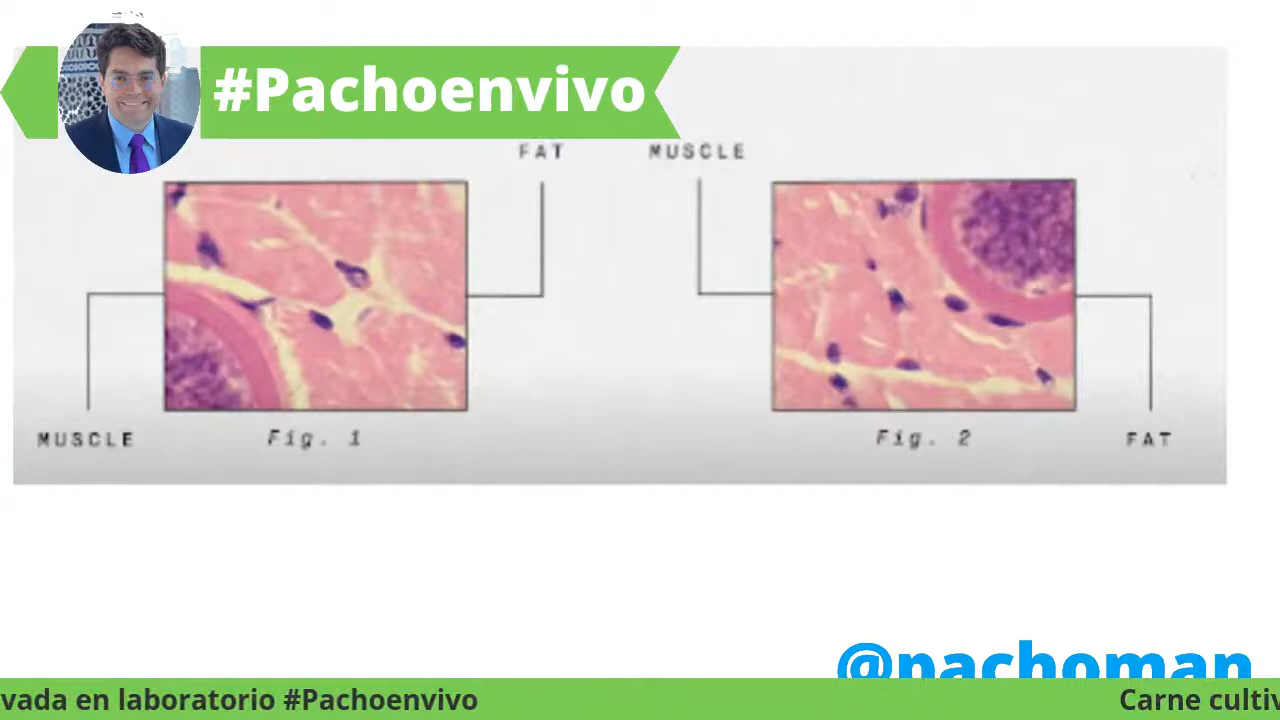 #Pachoenvivo
FAT MUSCLE
MUSCLE Fig. 1 Fig. 2 FAT
@pachoman
vada en laboratorio #Pachoenvivo Carne cultiv